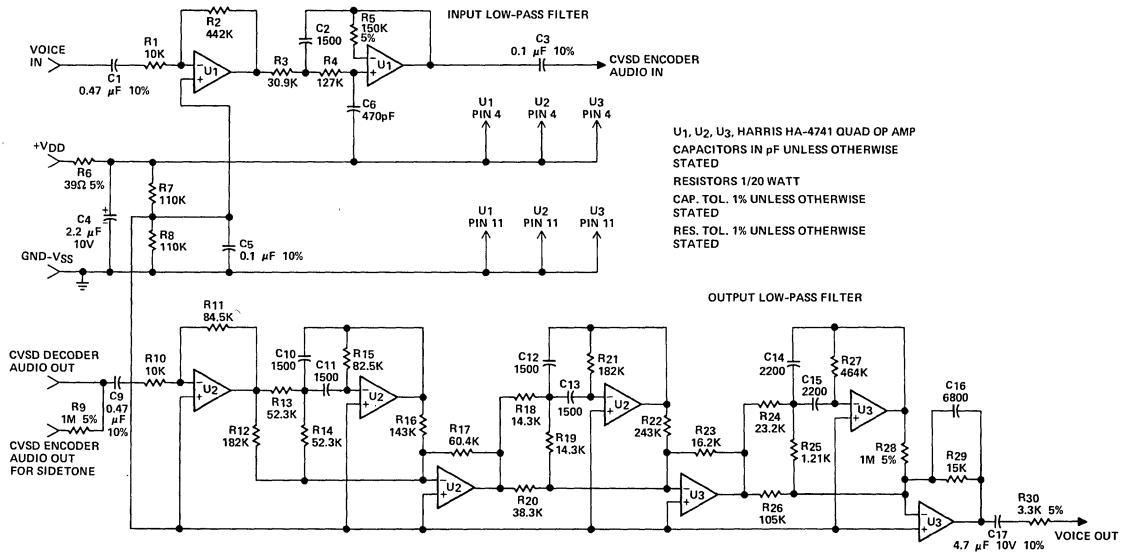 INPUT LOW-PASS FILTER
R2
442K
C2
1500
R5
150K
5%
C3
0.1 µF 10%
VOICE
IN
R1
10K
C1
0.47 µF 10%
−
+
U1
R3
30.9K
R4
127K
−
+
U1
CVSD ENCODER
AUDIO IN
C6
470pF
U1
PIN 4
U2
PIN 4
U3
PIN 4
+VDD
R6
39Ω 5%
R7
110K
+
C4
2.2 µF
10V
R8
110K
C5
0.1 µF 10%
U1
PIN 11
U2
PIN 11
U3
PIN 11
GND-VSS
U1, U2, U3, HARRIS HA-4741 QUAD OP AMP
CAPACITORS IN pF UNLESS OTHERWISE
STATED
RESISTORS 1/20 WATT
CAP. TOL. 1% UNLESS OTHERWISE
STATED
RES. TOL. 1% UNLESS OTHERWISE
STATED
OUTPUT LOW-PASS FILTER
R11
84.5K
CVSD DECODER
AUDIO OUT
R10
10K
C9
0.47
µF
10%
R9
1M 5%
CVSD ENCODER
AUDIO OUT
FOR SIDETONE
−
+
U2
R12
182K
R13
52.3K
C10
1500
C11
1500
R15
82.5K
−
+
U2
R14
52.3K
R16
143K
R17
60.4K
−
+
U2
R18
14.3K
C12
1500
C13
1500
R21
182K
−
+
U2
R19
14.3K
R20
38.3K
R22
243K
R23
16.2K
−
+
U3
R24
23.2K
C14
2200
C15
2200
R27
464K
−
+
U3
R25
1.21K
R26
105K
R28
1M 5%
C16
6800
R29
15K
−
+
U3
C17
4.7 µF 10V 10%
R30
3.3K 5%
VOICE OUT